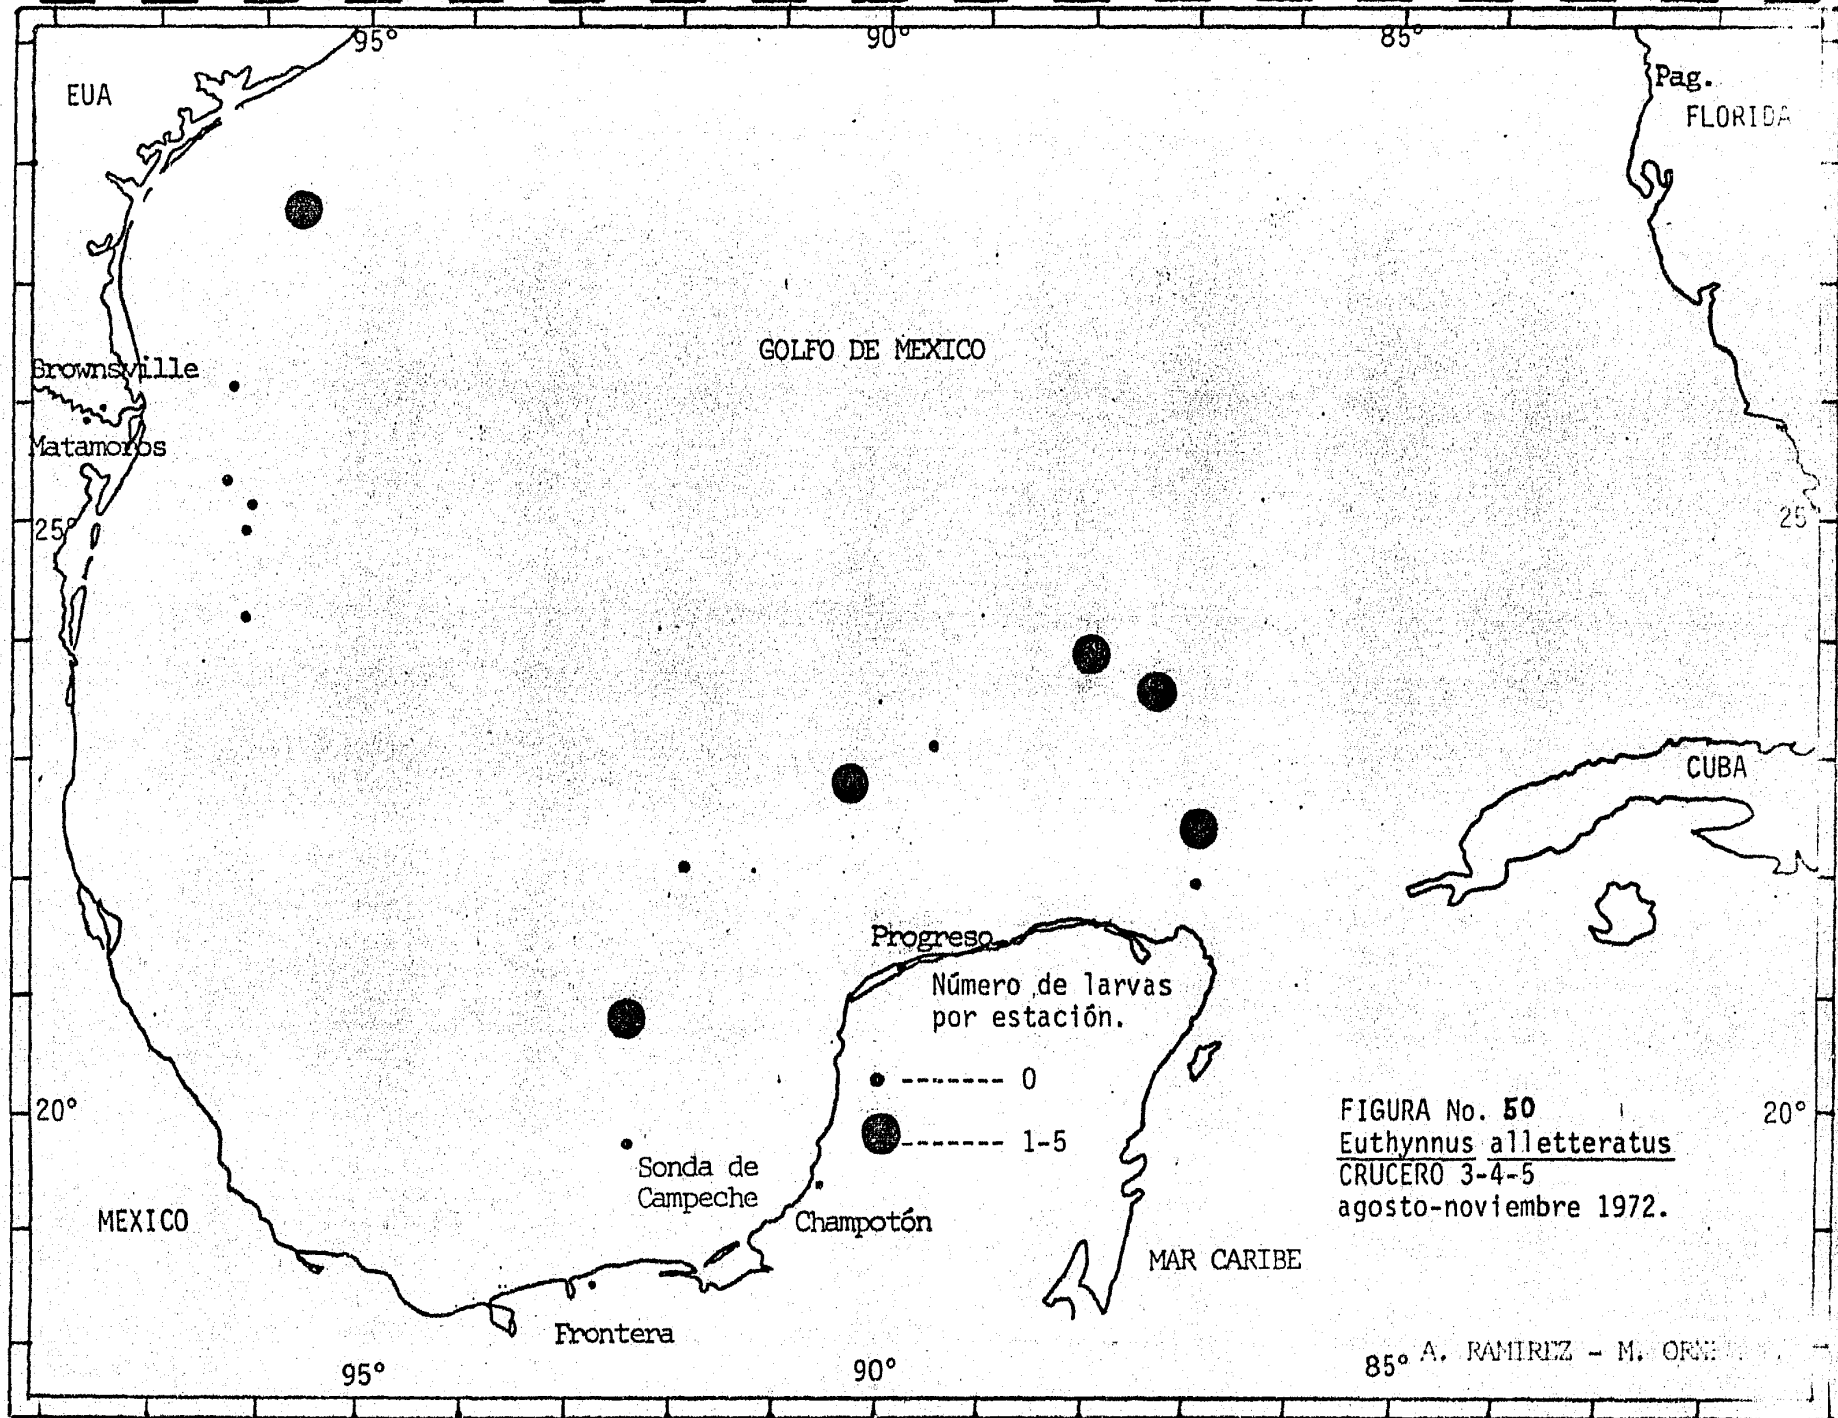 95° 90° 85°
EUA
Pag.
FLORIDA
GOLFO DE MEXICO
Brownsville
Matamoros
25° 25
CUBA
Progreso
Número de larvas
por estación.
------- 0
------- 1-5
20° 20°
Sonda de
Campeche
Champotón
MEXICO
Frontera
MAR CARIBE
FIGURA No. 50
Euthynnus alletteratus
CRUCERO 3-4-5
agosto-noviembre 1972.
95° 90° 85°
A. RAMIREZ - M.